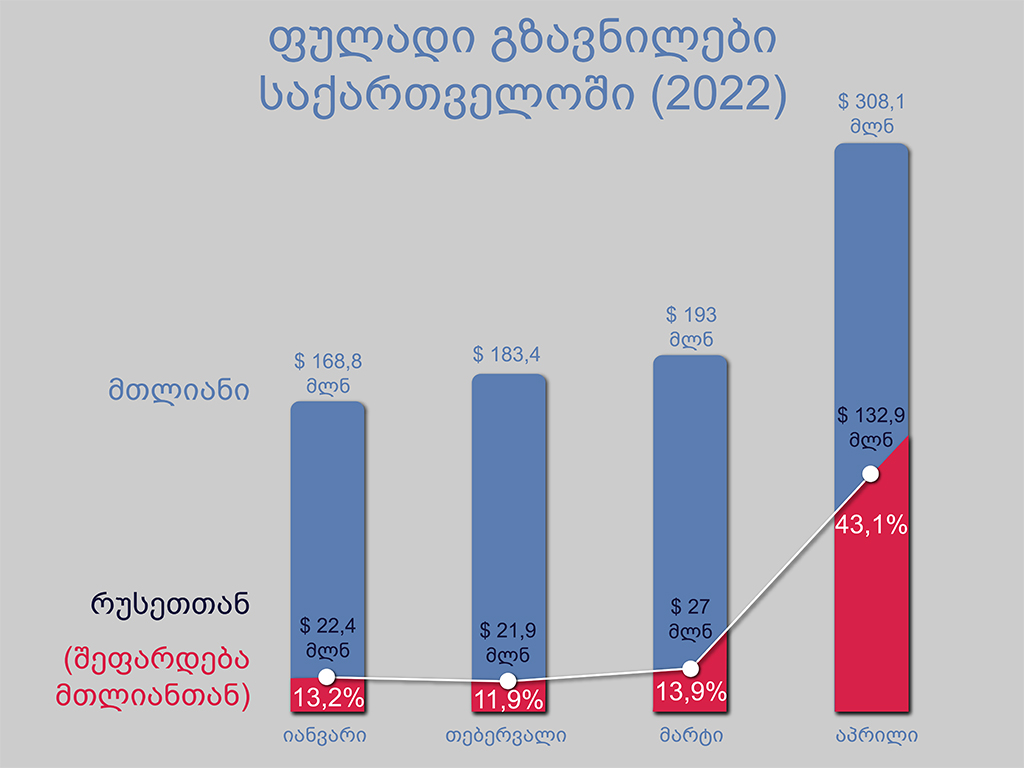 ფულადი გზავნილები
საქართველოში (2022)
$ 308,1
მლნ
$ 193
მლნ
$ 168,8
მლნ
$ 183,4
მთლიანი
$ 132,9
მლნ
43,1%
რუსეთთან
(შეფარდება
მთლიანთან)
$ 22,4
მლნ
$ 21,9
მლნ
$ 27
მლნ
13,2%
11,9%
13,9%
იანვარი
თებერვალი
მარტი
აპრილი